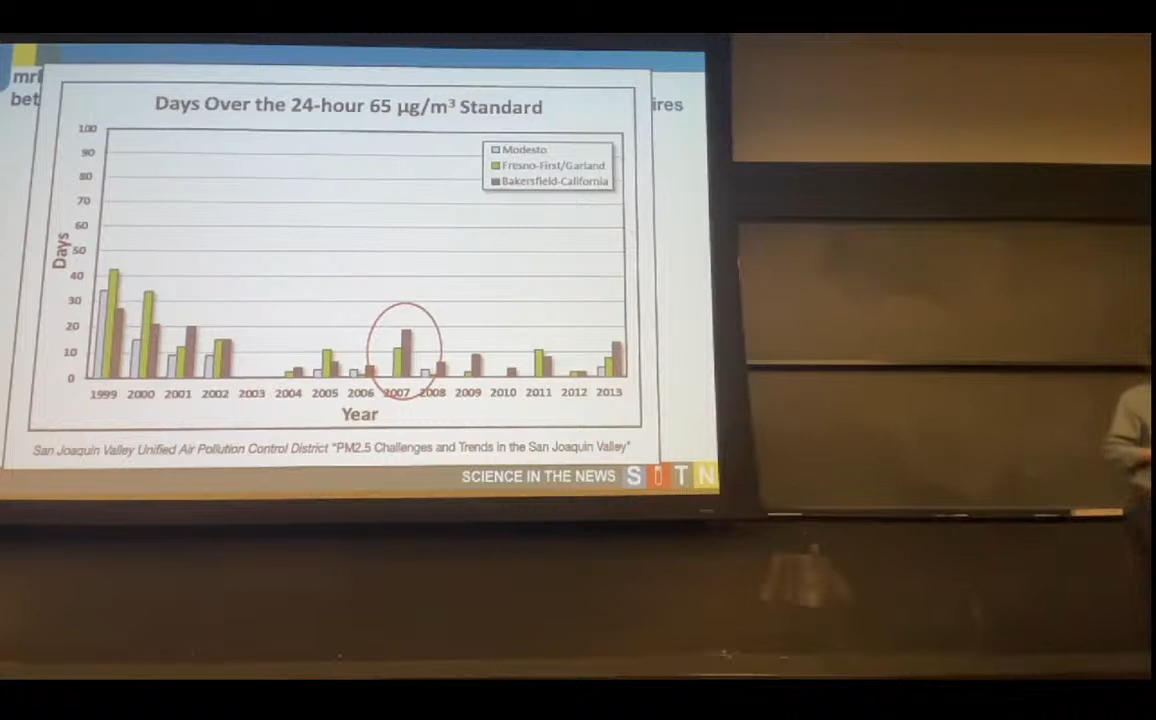 mrf
bet
ires
Days Over the 24-hour 65 µg/m³ Standard
100
90
80
70
60
50
40
30
20
10
0
Days
Modesto
Fresno-First/Garland
Bakersfield-California
1999 2000 2001 2002 2003 2004 2005 2006 2007 2008 2009 2010 2011 2012 2013
Year
San Joaquin Valley Unified Air Pollution Control District "PM2.5 Challenges and Trends in the San Joaquin Valley"
SCIENCE IN THE NEWS SITN